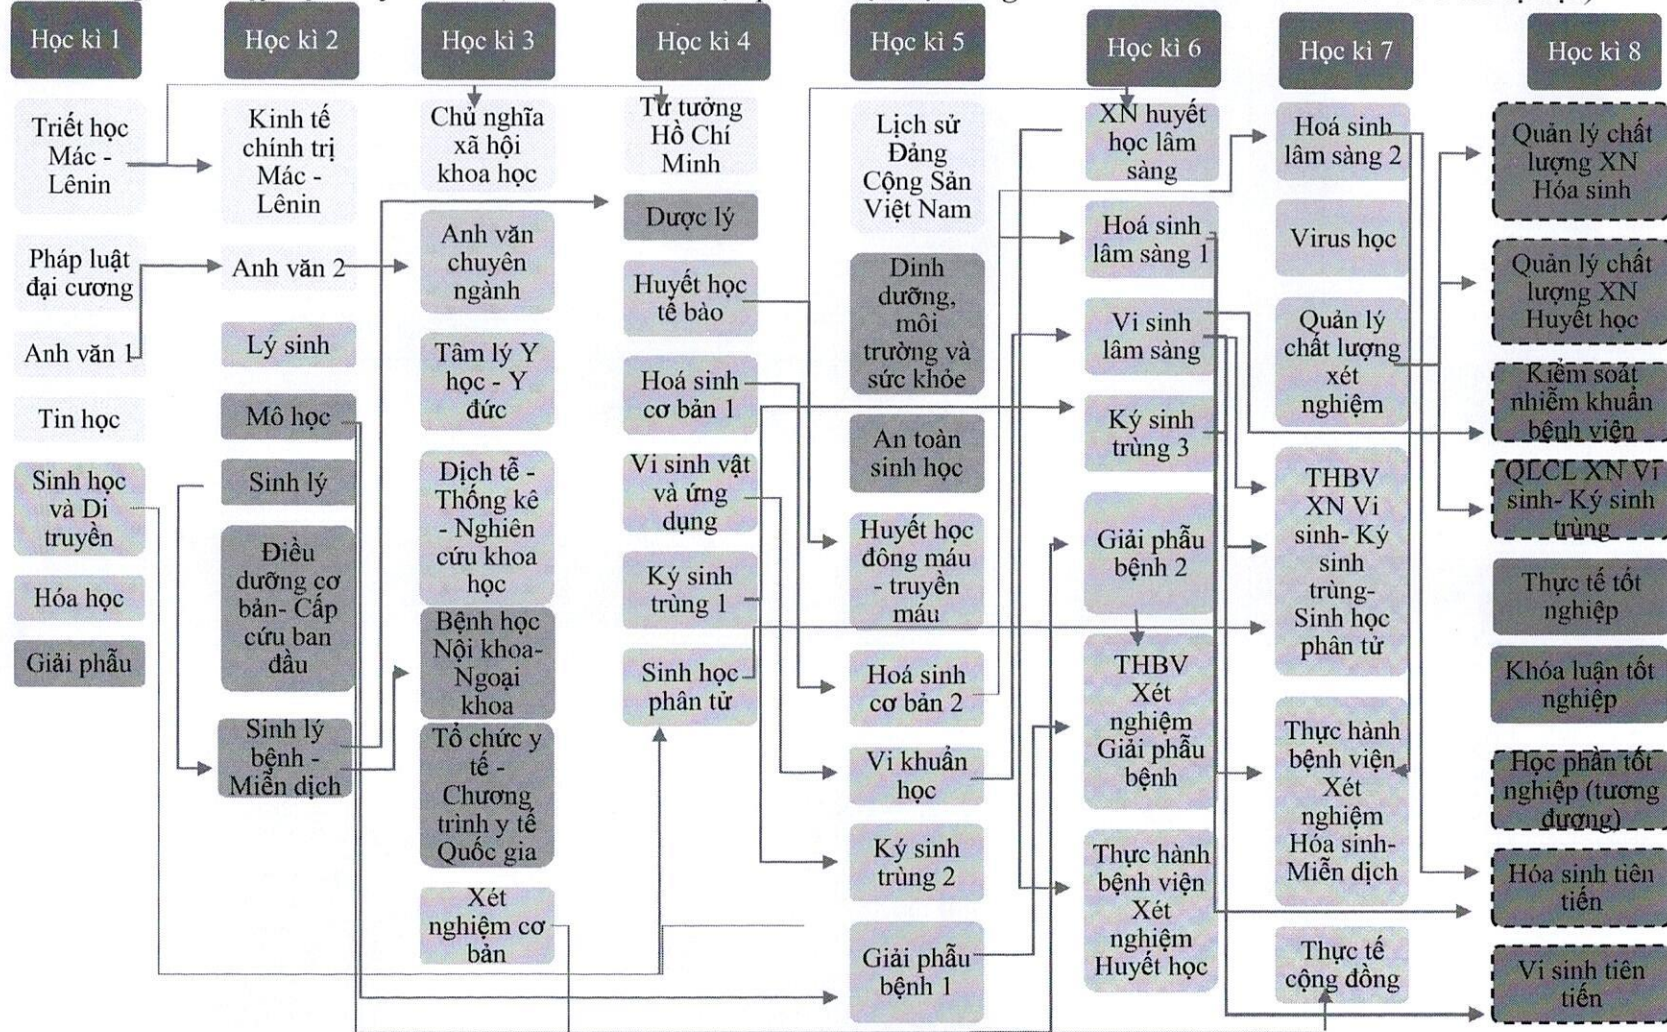 Học kì 1
Học kì 2
Học kì 3
Học kì 4
Học kì 5
Học kì 6
Học kì 7
Học kì 8
Triết học
Mác -
Lênin
Pháp luật
đại cương
Anh văn 1
Tin học
Sinh học
và Di
truyền
Hóa học
Giải phẫu
Kinh tế
chính trị
Mác -
Lênin
Anh văn 2
Lý sinh
Mô học
Sinh lý
Điều
dưỡng cơ
bản- Cấp
cứu ban
đầu
Sinh lý
bệnh -
Miễn dịch
Chủ nghĩa
xã hội
khoa học
Anh văn
chuyên
ngành
Tâm lý Y
học - Y
đức
Dịch tễ -
Thống kê
- Nghiên
cứu khoa
học
Bệnh học
Nội khoa-
Ngoại
khoa
Tổ chức y
tế -
Chương
trình y tế
Quốc gia
Xét
nghiệm cơ
bản
Tư tưởng
Hồ Chí
Minh
Dược lý
Huyết học
tế bào
Hoá sinh
cơ bản 1
Vi sinh vật
và ứng
dụng
Ký sinh
trùng 1
Sinh học
phân tử
Lịch sử
Đảng
Cộng Sản
Việt Nam
Dinh
dưỡng,
môi
trường và
sức khỏe
An toàn
sinh học
Huyết học
đông máu
- truyền
máu
Hoá sinh
cơ bản 2
Vi khuẩn
học
Ký sinh
trùng 2
Giải phẫu
bệnh 1
XN huyết
học lâm
sàng
Hoá sinh
lâm sàng 1
Vi sinh
lâm sàng
Ký sinh
trùng 3
Giải phẫu
bệnh 2
THBV
Xét
nghiệm
Giải phẫu
bệnh
Thực hành
bệnh viện
Xét
nghiệm
Huyết học
Hoá sinh
lâm sàng 2
Virus học
Quản lý
chất lượng
xét
nghiệm
THBV
XN Vi
sinh- Ký
sinh
trùng-
Sinh học
phân tử
Thực hành
bệnh viện
Xét
nghiệm
Hóa sinh-
Miễn dịch
Thực tế
cộng đồng
Quản lý chất
lượng XN
Hóa sinh
Quản lý chất
lượng XN
Huyết học
Kiểm soát
nhiễm khuẩn
bệnh viện
QLCL XN Vi
sinh- Ký sinh
trùng
Thực tế tốt
nghiệp
Khóa luận tốt
nghiệp
Học phần tốt
nghiệp (tương
đương)
Hóa sinh tiên
tiến
Vi sinh tiên
tiến